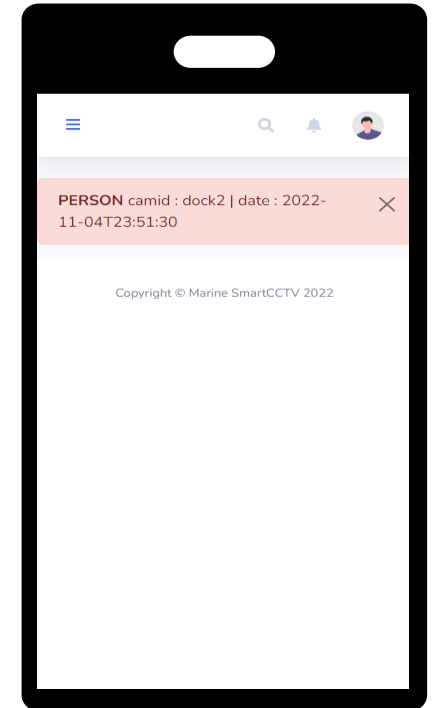 PERSON camid : dock2 | date : 2022-
11-04T23:51:30
Copyright © Marine SmartCCTV 2022